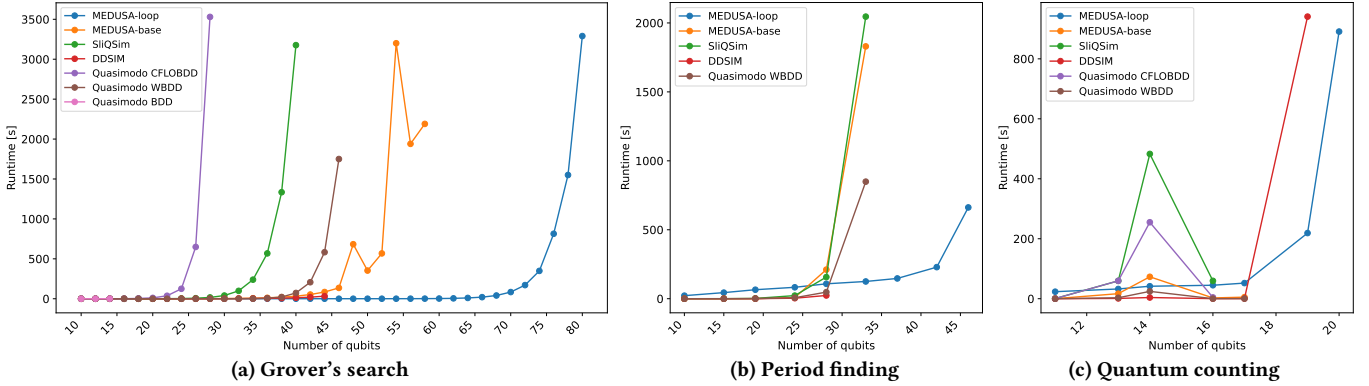 MEDUSA-loop
MEDUSA-base
SliQSim
DDSIM
Quasimodo CFLOBDD
Quasimodo WBDD
Quasimodo BDD
Runtime [s]
3500
3000
2500
2000
1500
1000
500
0
10 15 20 25 30 35 40 45 50 55 60 65 70 75 80
Number of qubits
(a) Grover's search
MEDUSA-loop
MEDUSA-base
SliQSim
DDSIM
Quasimodo WBDD
Runtime [s]
2000
1500
1000
500
0
10 15 20 25 30 35 40 45
Number of qubits
(b) Period finding
MEDUSA-loop
MEDUSA-base
SliQSim
DDSIM
Quasimodo CFLOBDD
Quasimodo WBDD
Runtime [s]
800
600
400
200
0
12 14 16 18 20
Number of qubits
(c) Quantum counting